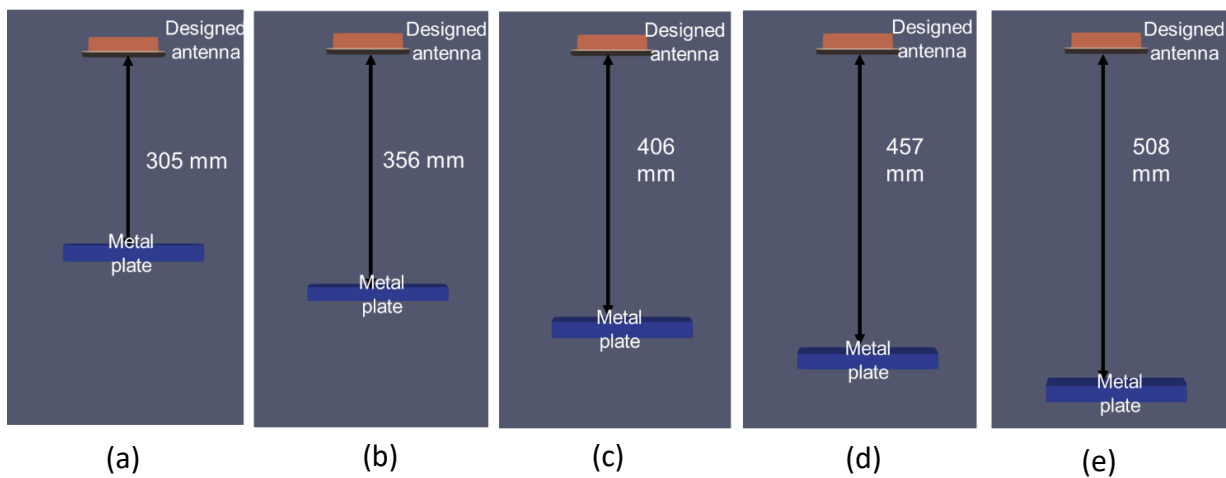 Designed
antenna
305 mm
Metal
plate
(a)
Designed
antenna
356 mm
Metal
plate
(b)
Designed
antenna
406
mm
Metal
plate
(c)
Designed
antenna
457
mm
Metal
plate
(d)
Designed
antenna
508
mm
Metal
plate
(e)